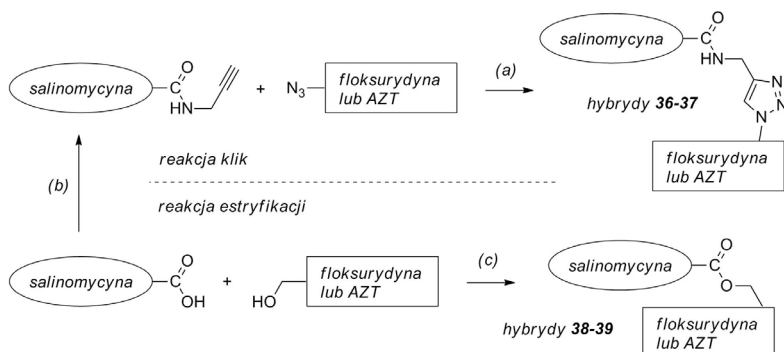 salinomycyna
C
O
HN
+
N₃
floksurydyna
lub AZT
(a)
salinomycyna
C
O
HN
N
N
N
hybrydy 36-37
floksurydyna
lub AZT
reakcja klik
(b)
reakcja estryfikacji
salinomycyna
C
O
OH
+
HO
floksurydyna
lub AZT
(c)
salinomycyna
C
O
O
hybrydy 38-39
floksurydyna
lub AZT